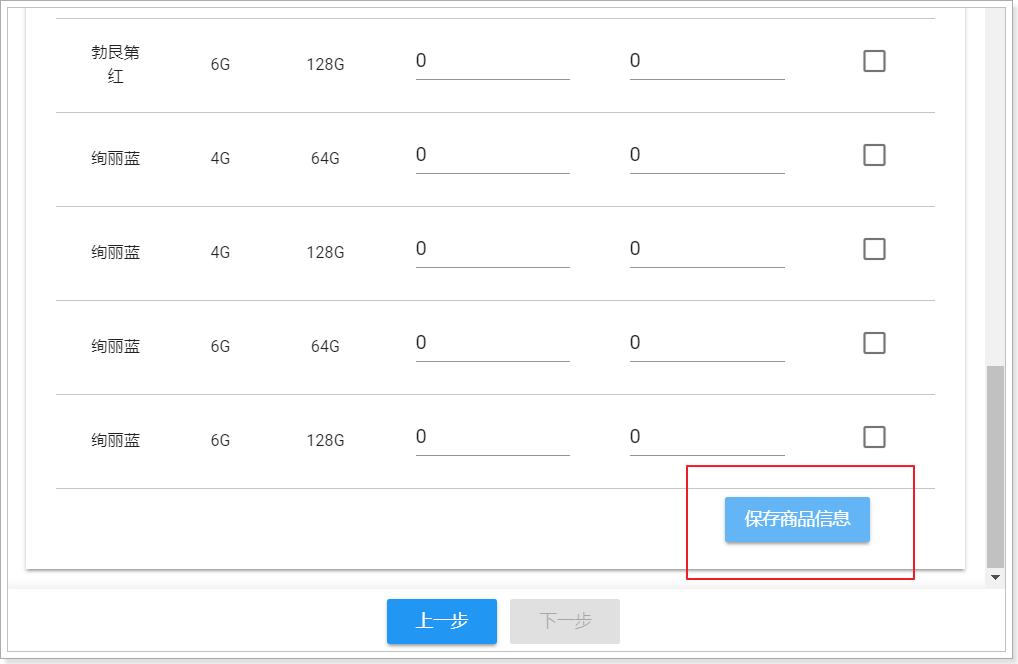 勃艮第
红 6G 128G 0 0
绚丽蓝 4G 64G 0 0
绚丽蓝 4G 128G 0 0
绚丽蓝 6G 64G 0 0
绚丽蓝 6G 128G 0 0
保存商品信息
上一步 下一步